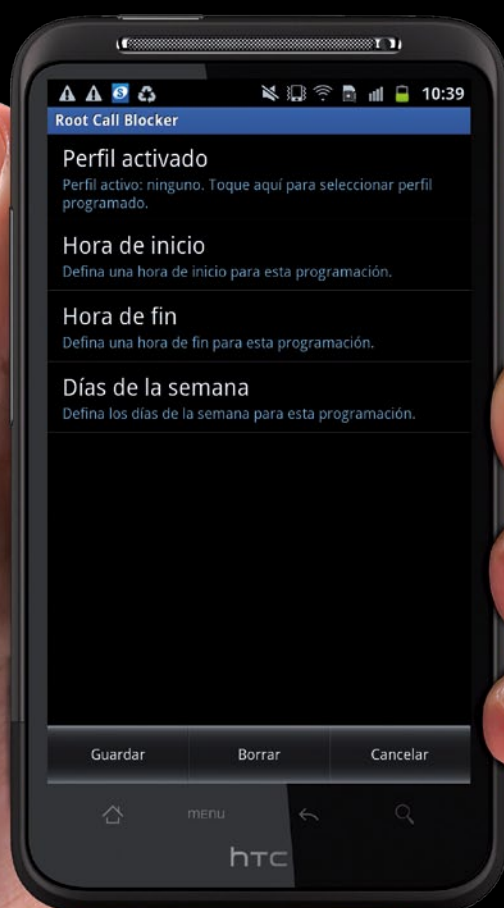 10:39
Root Call Blocker
Perfil activado
Perfil activo: ninguno. Toque aquí para seleccionar perfil
programado.
Hora de inicio
Defina una hora de inicio para esta programación.
Hora de fin
Defina una hora de fin para esta programación.
Días de la semana
Defina los días de la semana para esta programación.
Guardar Borrar Cancelar
menu
htc